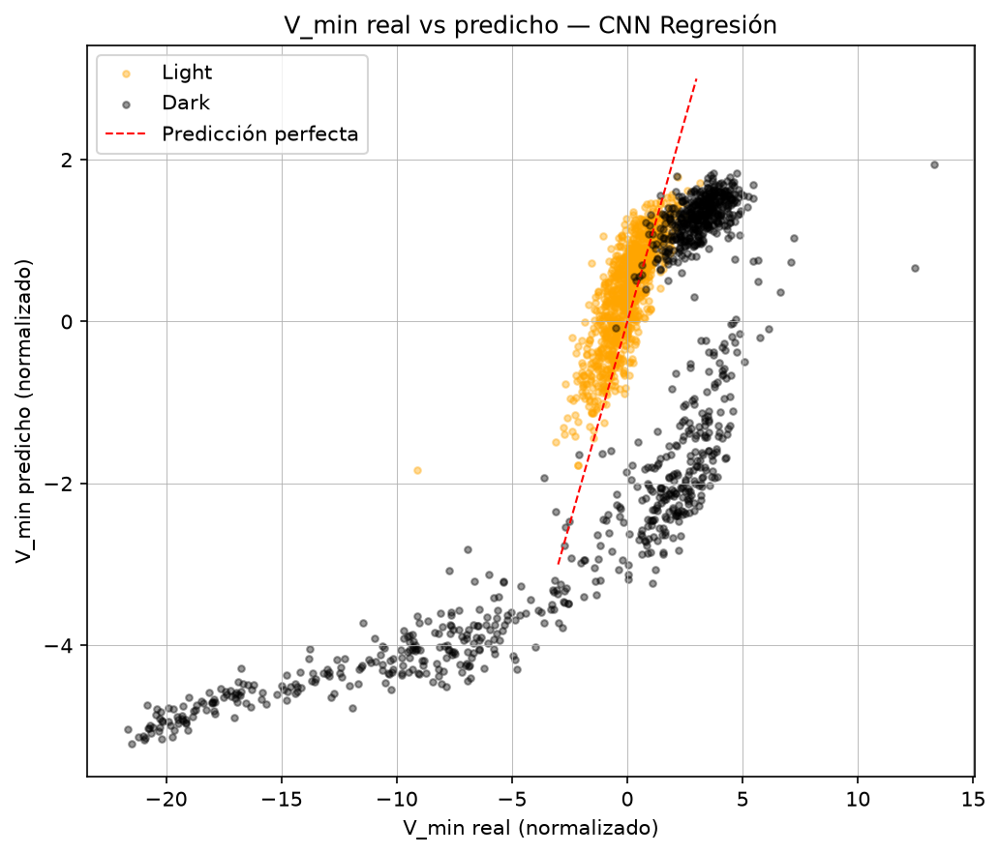 V_min real vs predicho — CNN Regresión
Light
Dark
Predicción perfecta
V_min predicho (normalizado)
2
0
−2
−4
−20 −15 −10 −5 0 5 10 15
V_min real (normalizado)